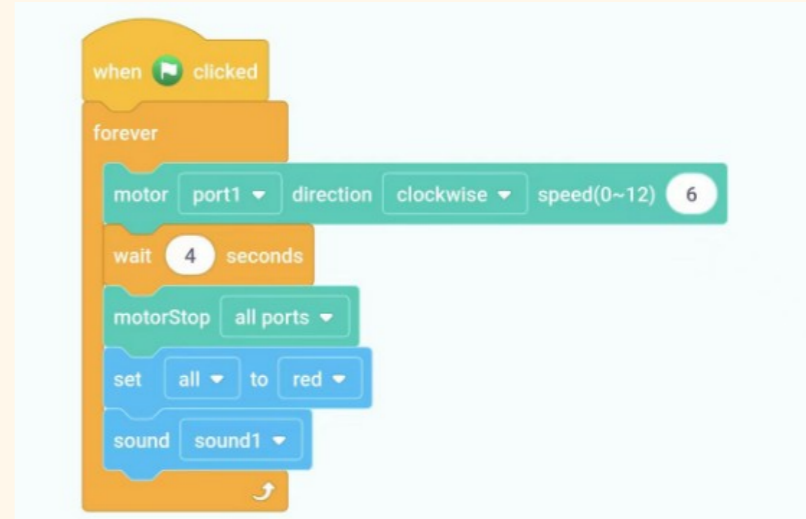 when clicked
forever
motor port1 direction clockwise speed(0~12) 6
wait 4 seconds
motorStop all ports
set all to red
sound sound1